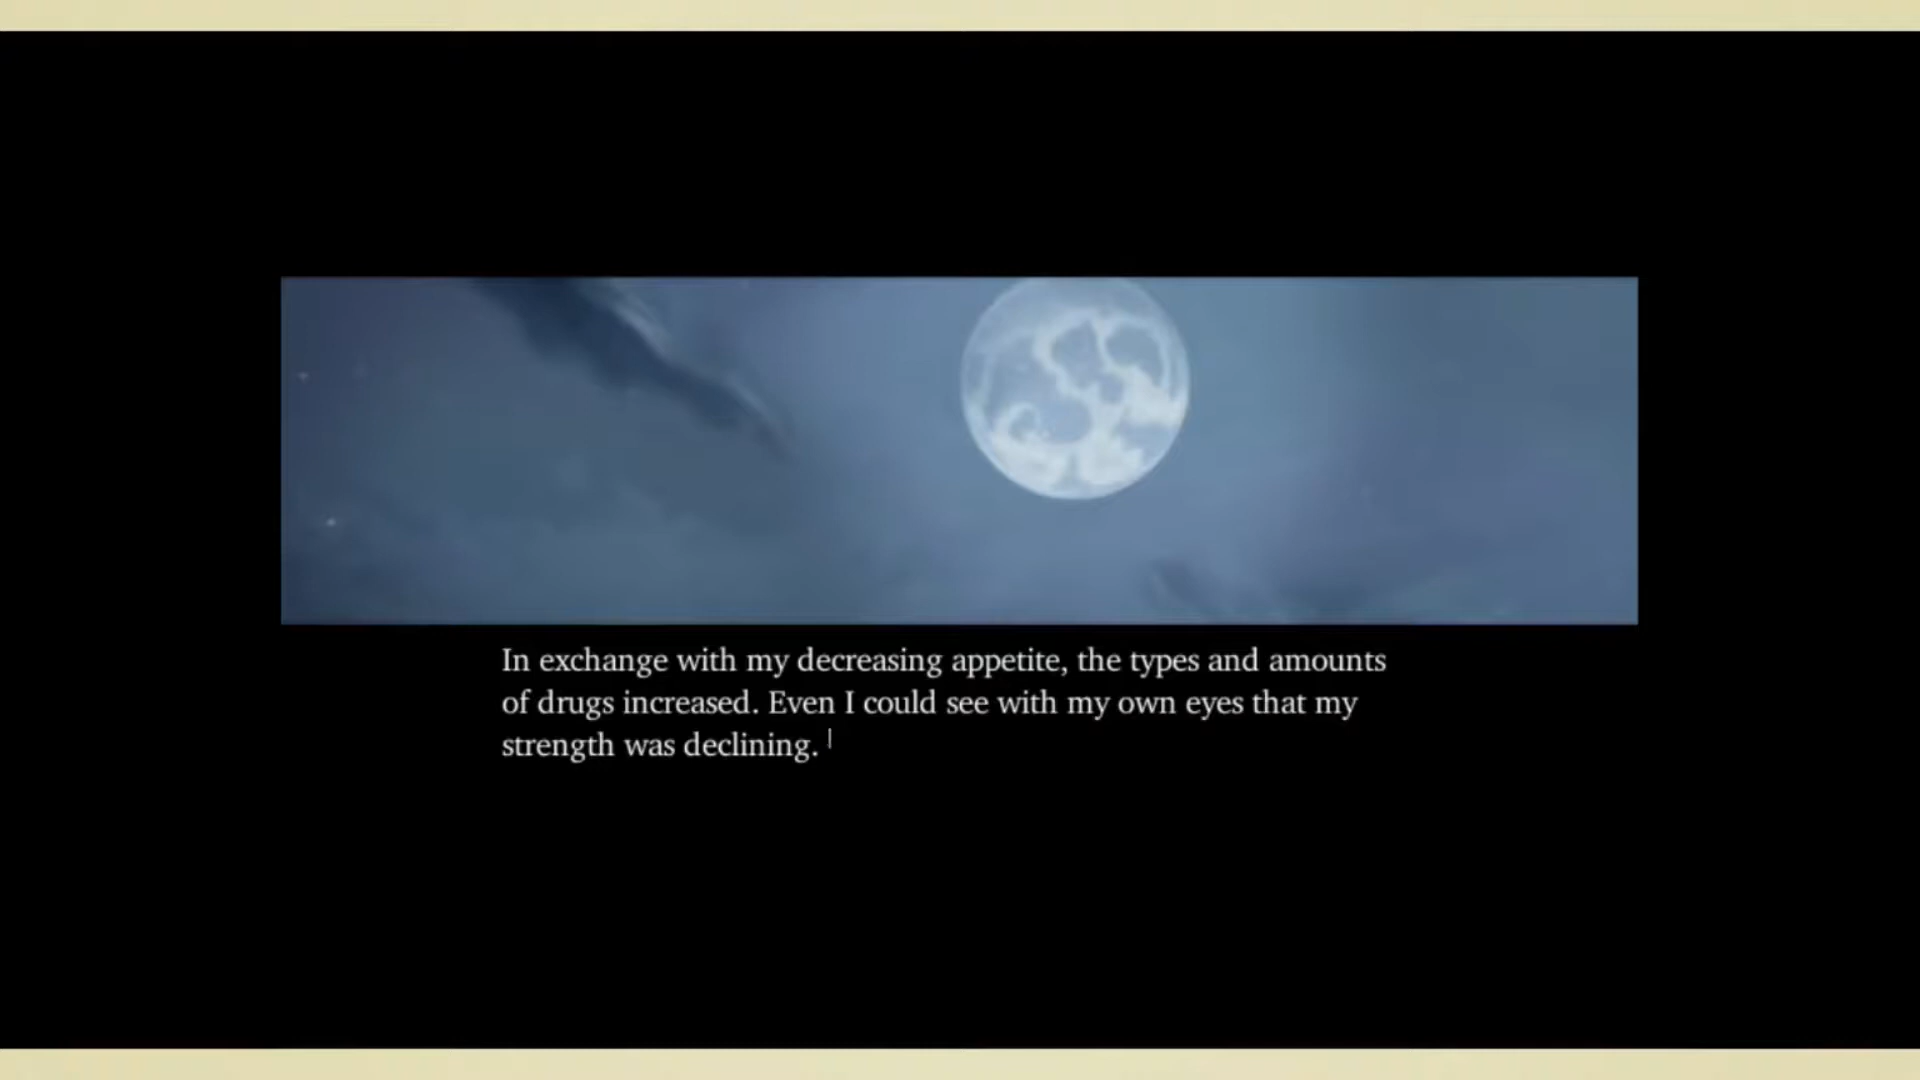 In exchange with my decreasing appetite, the types and amounts
of drugs increased. Even I could see with my own eyes that my
strength was declining.